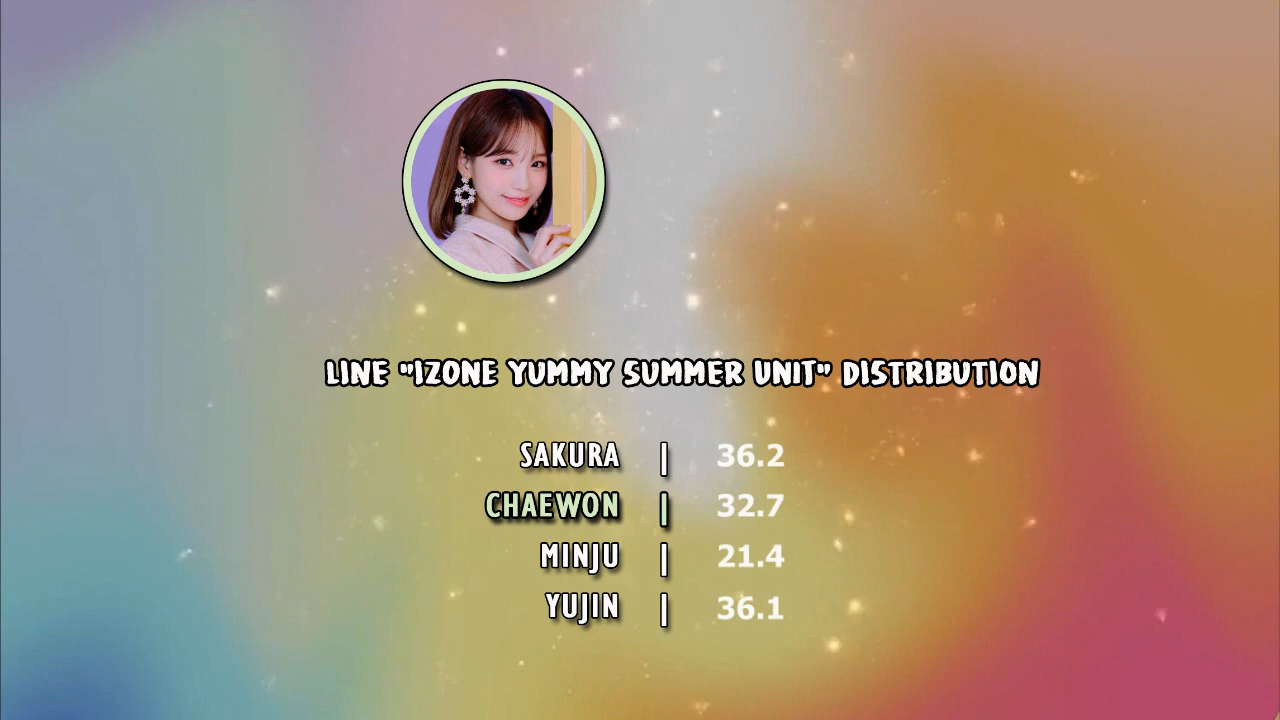 LINE "IZONE YUMMY SUMMER UNIT" DISTRIBUTION
SAKURA | 36.2
CHAEWON | 32.7
MINJU | 21.4
YUJIN | 36.1